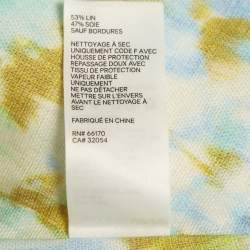 53% LIN
47% SOIE
SAUF BORDURES
NETTOYAGE À SEC
UNIQUEMENT CODE F AVEC
HOUSSE DE PROTECTION
REPASSAGE DOUX AVEC
TISSU DE PROTECTION
VAPEUR FAIBLE
UNIQUEMENT
NE PAS DÉTACHER
METTRE SUR L'ENVERS
AVANT LE NETTOYAGE À
SEC
FABRIQUÉ EN CHINE
RN# 66170
CA# 32054